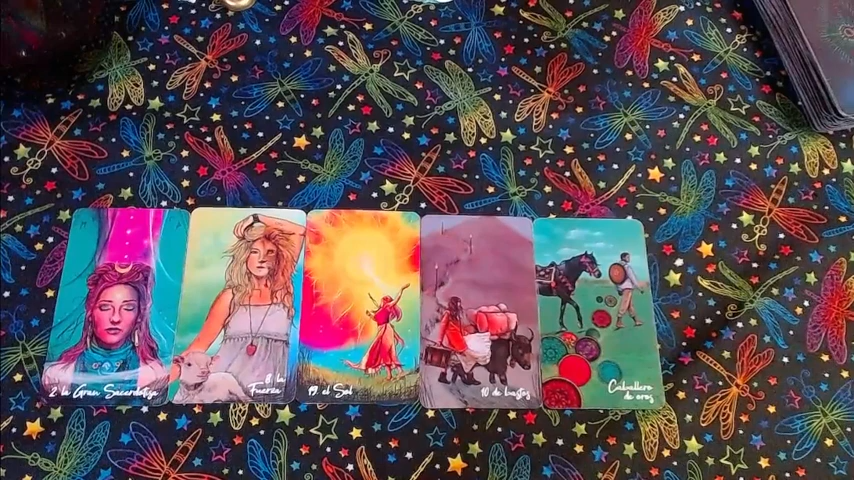 2 la Gran Sacerdotisa
8 la
Fuerza
19. el Sol
10 de bastos
Caballero
de oros